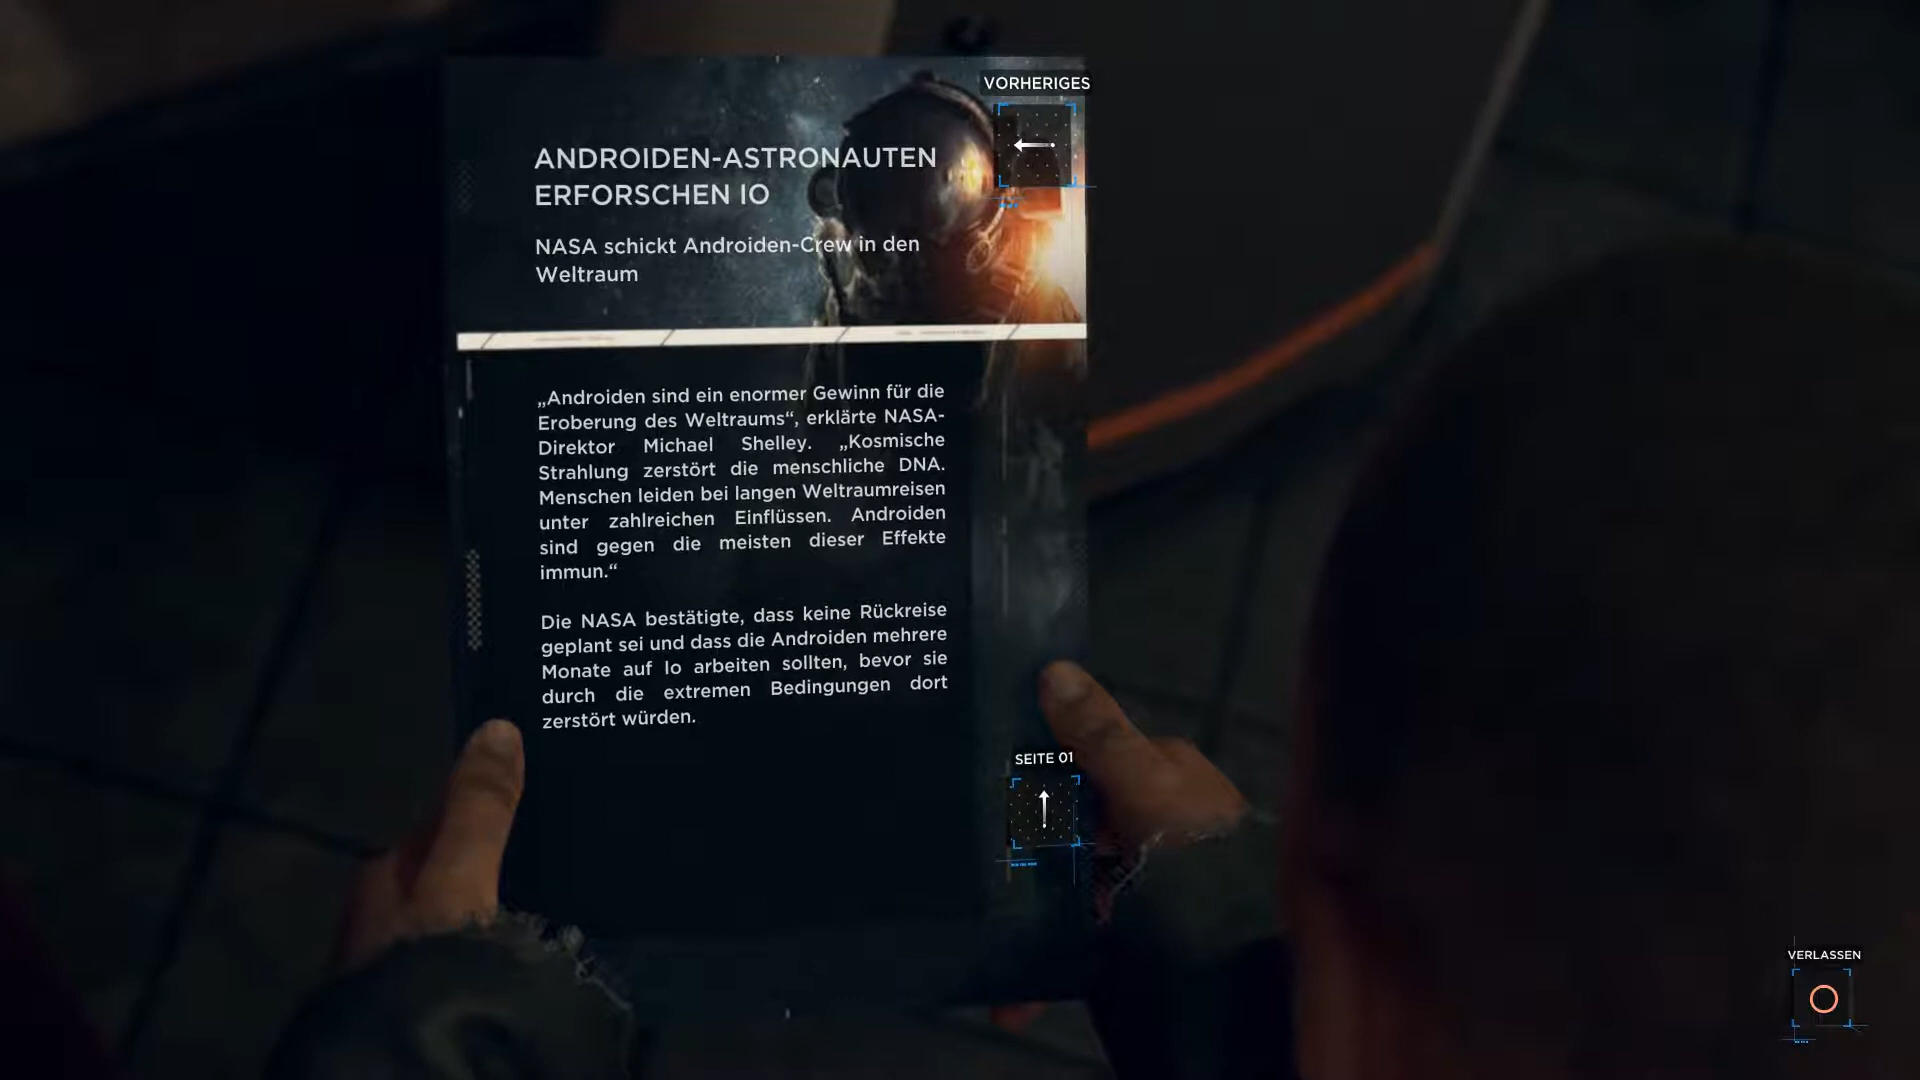 VORHERIGES
ANDROIDEN-ASTRONAUTEN
ERFORSCHEN IO
NASA schickt Androiden-Crew in den
Weltraum
„Androiden sind ein enormer Gewinn für die
Eroberung des Weltraums“, erklärte NASA-
Direktor Michael Shelley. „Kosmische
Strahlung zerstört die menschliche DNA.
Menschen leiden bei langen Weltraumreisen
unter zahlreichen Einflüssen. Androiden
sind gegen die meisten dieser Effekte
immun.“
Die NASA bestätigte, dass keine Rückreise
geplant sei und dass die Androiden mehrere
Monate auf Io arbeiten sollten, bevor sie
durch die extremen Bedingungen dort
zerstört würden.
SEITE 01
VERLASSEN